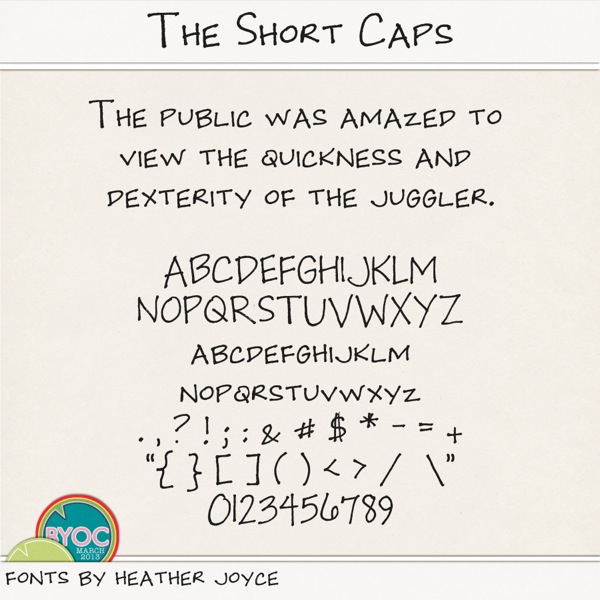 The Short Caps
The public was amazed to
view the quickness and
dexterity of the juggler.
ABCDEFGHIJKLM
NOPQRSTUVWXYZ
ABCDEFGHIJKLM
NOPQRSTUVWXYZ
. , ? ! ; : & # $ * - = +
“ { } [ ] ( ) < > / \ ”
0123456789
BYOC
MARCH
2013
FONTS BY HEATHER JOYCE